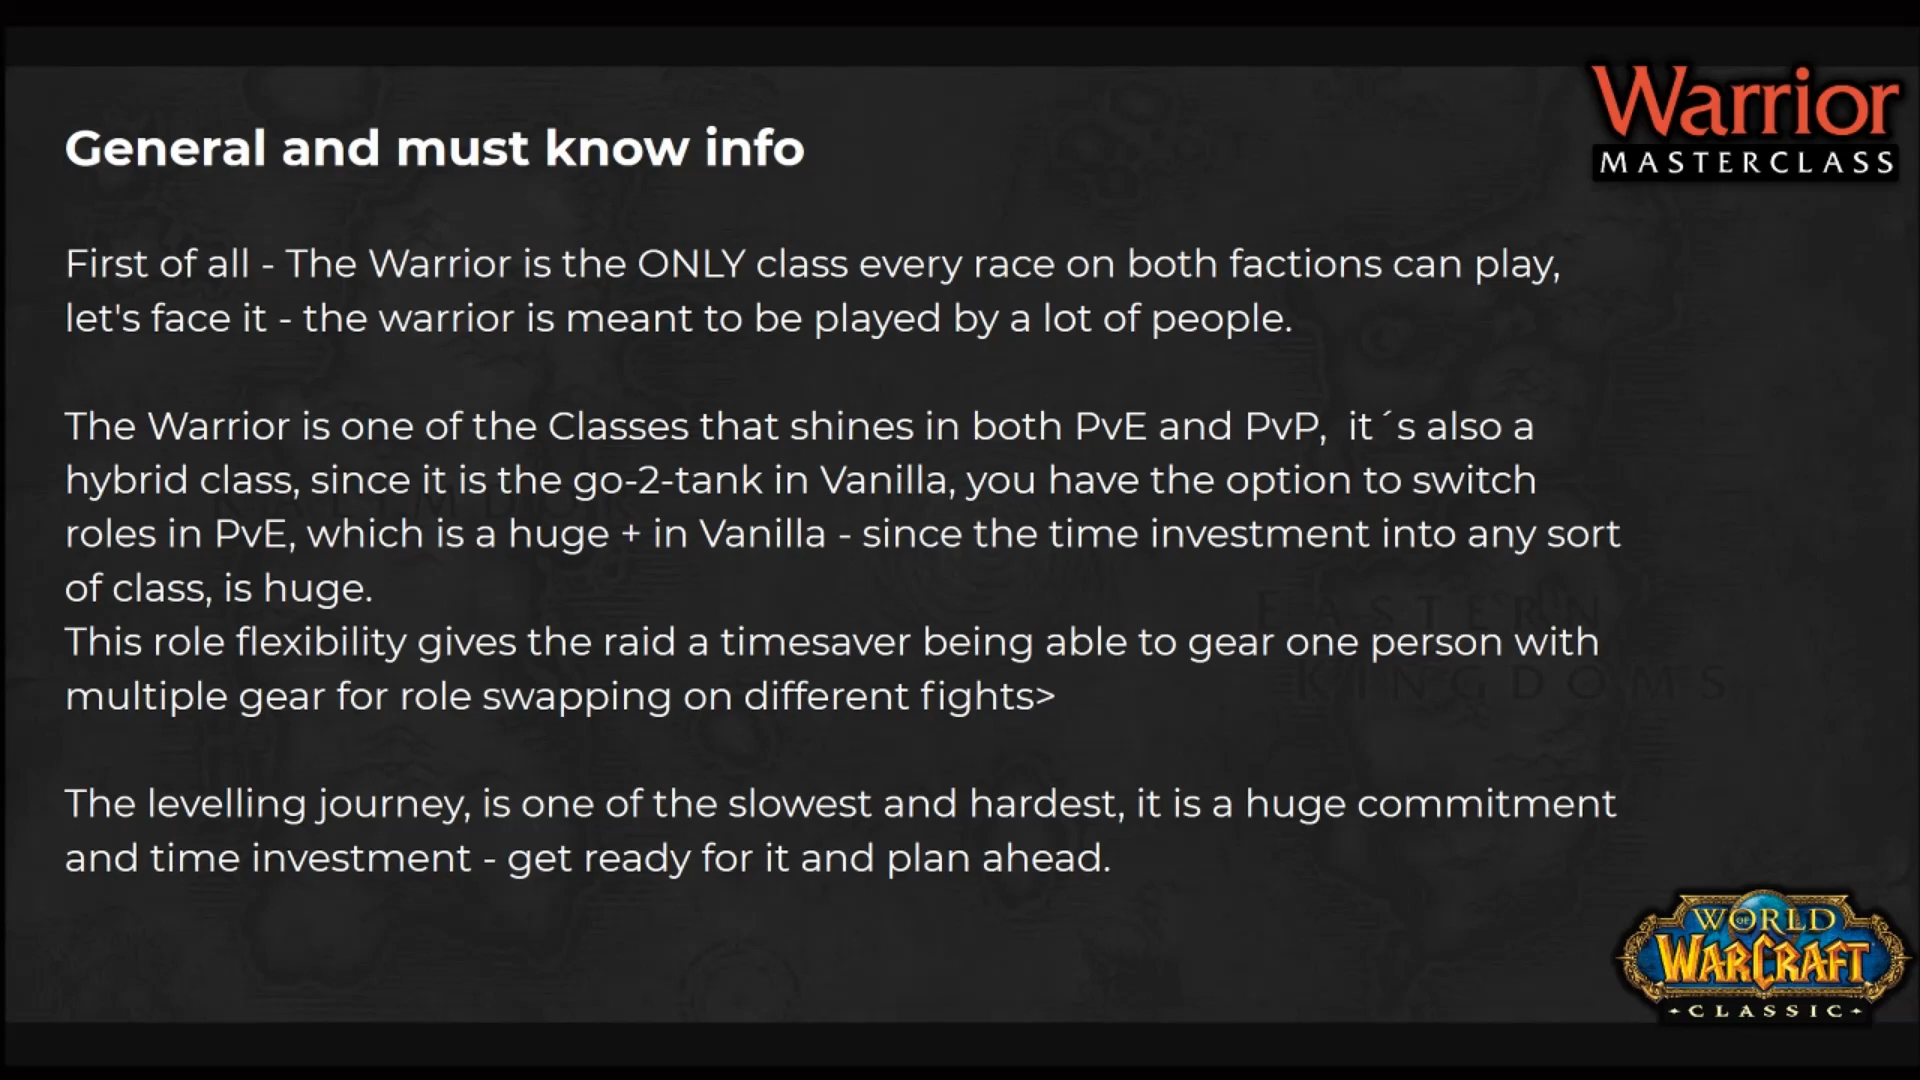 Warrior
MASTERCLASS
General and must know info
First of all - The Warrior is the ONLY class every race on both factions can play,
let's face it - the warrior is meant to be played by a lot of people.
The Warrior is one of the Classes that shines in both PvE and PvP,  it´s also a
hybrid class, since it is the go-2-tank in Vanilla, you have the option to switch
roles in PvE, which is a huge + in Vanilla - since the time investment into any sort
of class, is huge.
This role flexibility gives the raid a timesaver being able to gear one person with
multiple gear for role swapping on different fights>
The levelling journey, is one of the slowest and hardest, it is a huge commitment
and time investment - get ready for it and plan ahead.
KALIMDOR
EASTERN
KINGDOMS
WORLD
OF
WARCRAFT
CLASSIC